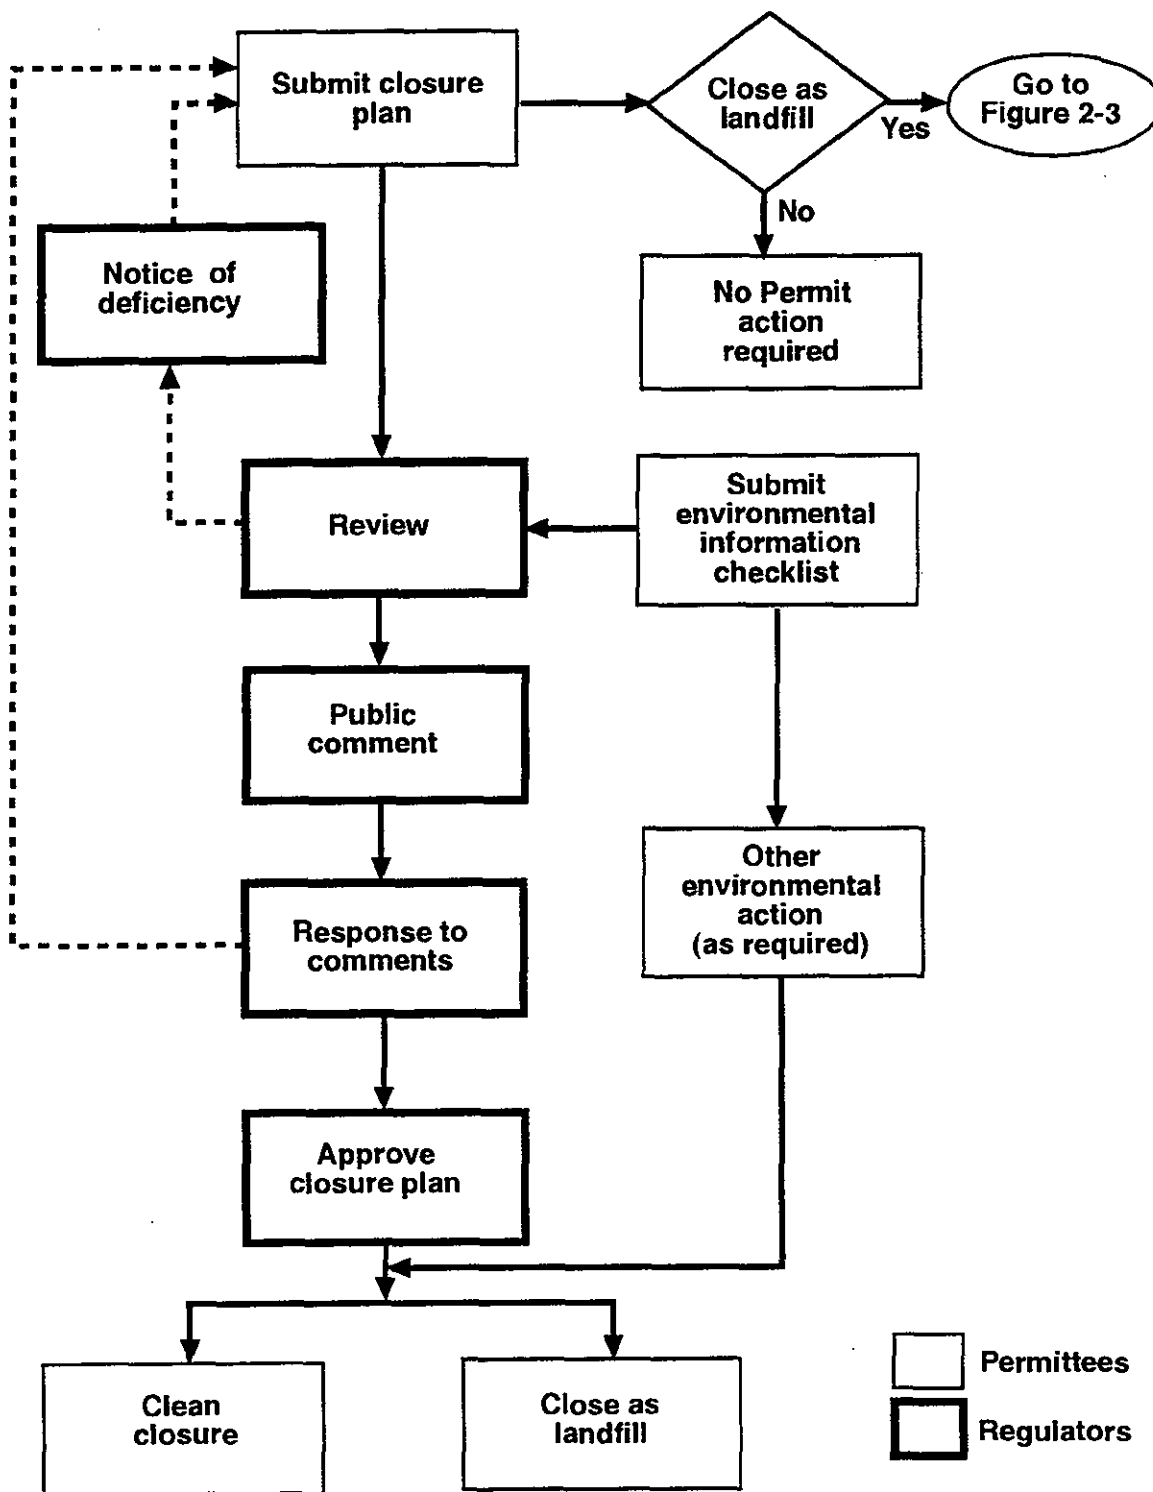 Submit closure
plan
Close as
landfill
Yes
Go to
Figure 2-3
No
Notice of
deficiency
No Permit
action
required
Review
Submit
environmental
information
checklist
Public
comment
Other
environmental
action
(as required)
Response to
comments
Approve
closure plan
Clean
closure
Close as
landfill
Permittees
Regulators